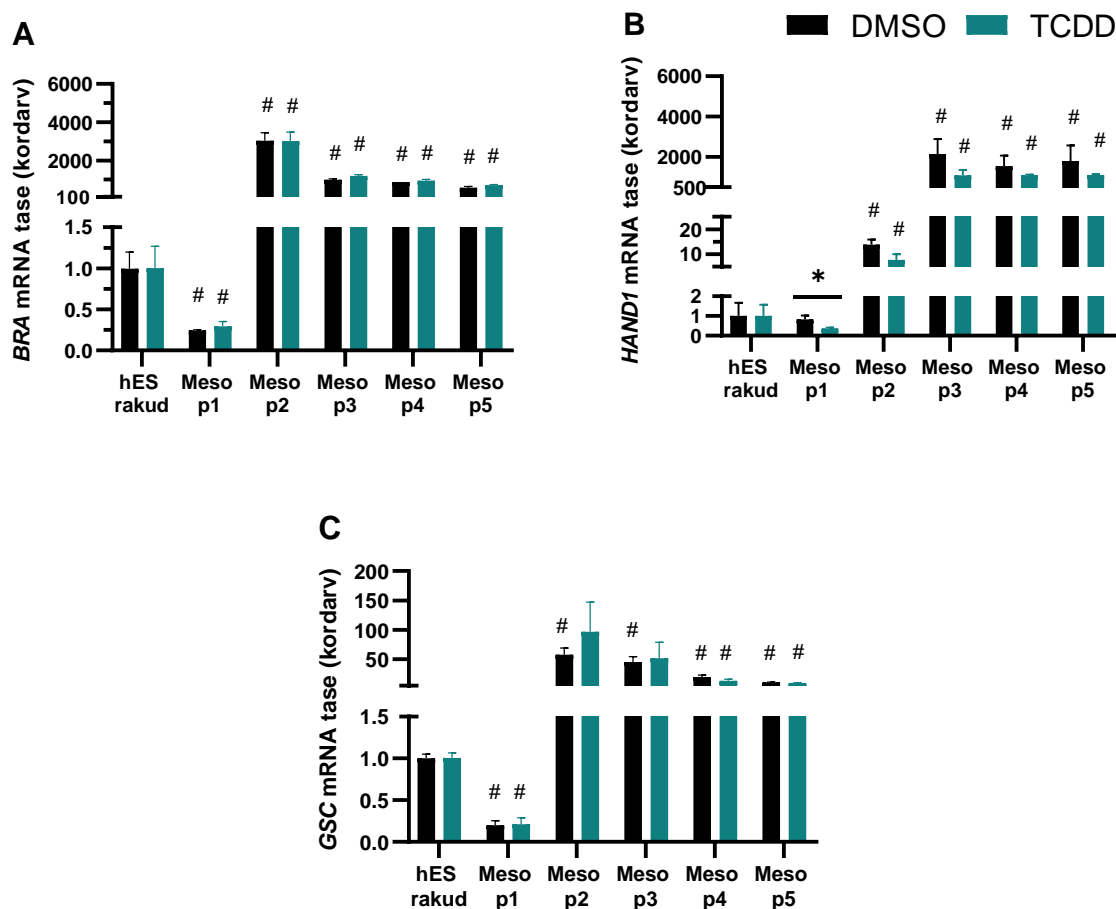 A
BRA mRNA tase (kordarv)
6000
# #
# # # # # #
3000
1000
100
1.5
1.0
# #
0.5
0.0
hES Meso Meso Meso Meso Meso
rakud p1 p2 p3 p4 p5
B
DMSO TCDD
HAND1 mRNA tase (kordarv)
6000
4000
# # # # # #
2000
500
20
# #
10
*
2
1
0
hES Meso Meso Meso Meso Meso
rakud p1 p2 p3 p4 p5
C
GSC mRNA tase (kordarv)
200
150
100
# # # # # #
50
1.5
1.0
# #
0.5
0.0
hES Meso Meso Meso Meso Meso
rakud p1 p2 p3 p4 p5